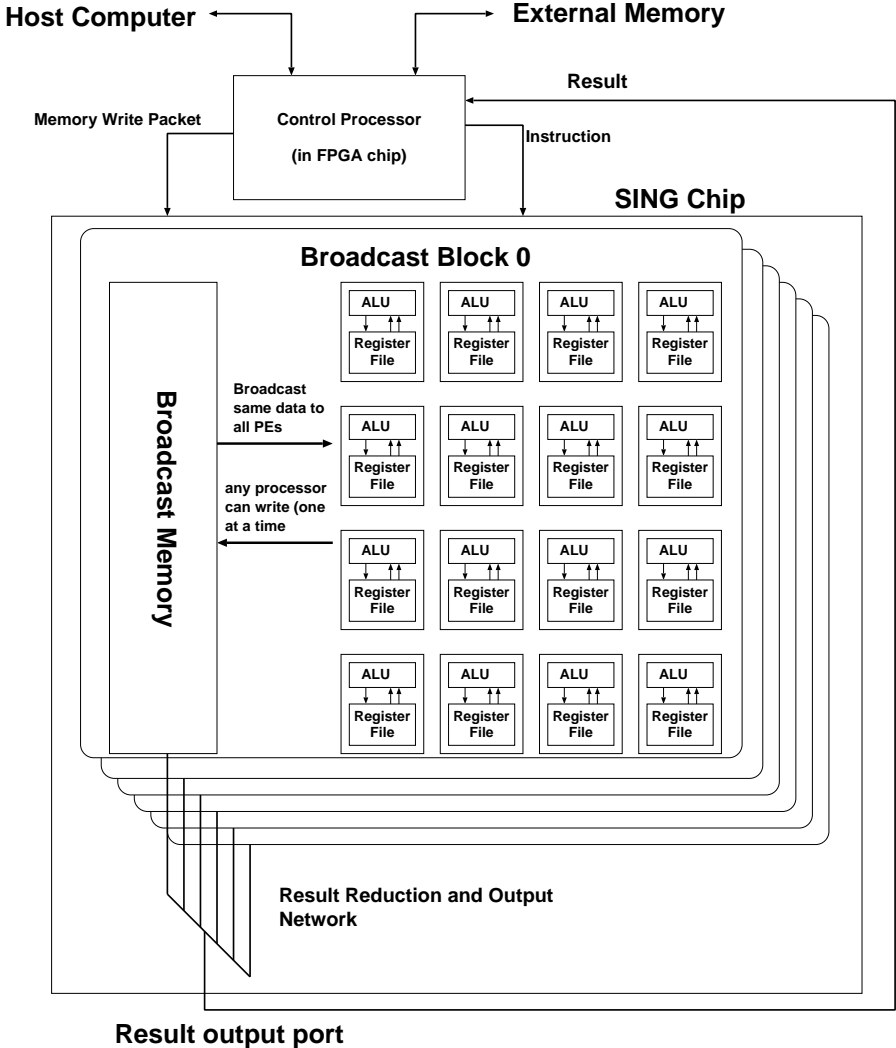 Host Computer
External Memory
Result
Memory Write Packet
Control Processor
(in FPGA chip)
Instruction
SING Chip
Broadcast Block 0
Broadcast Memory
Broadcast
same data to
all PEs
any processor
can write (one
at a time
ALU
ALU
ALU
ALU
Register
File
Register
File
Register
File
Register
File
ALU
ALU
ALU
ALU
Register
File
Register
File
Register
File
Register
File
ALU
ALU
ALU
ALU
Register
File
Register
File
Register
File
Register
File
ALU
ALU
ALU
ALU
Register
File
Register
File
Register
File
Register
File
Result Reduction and Output
Network
Result output port